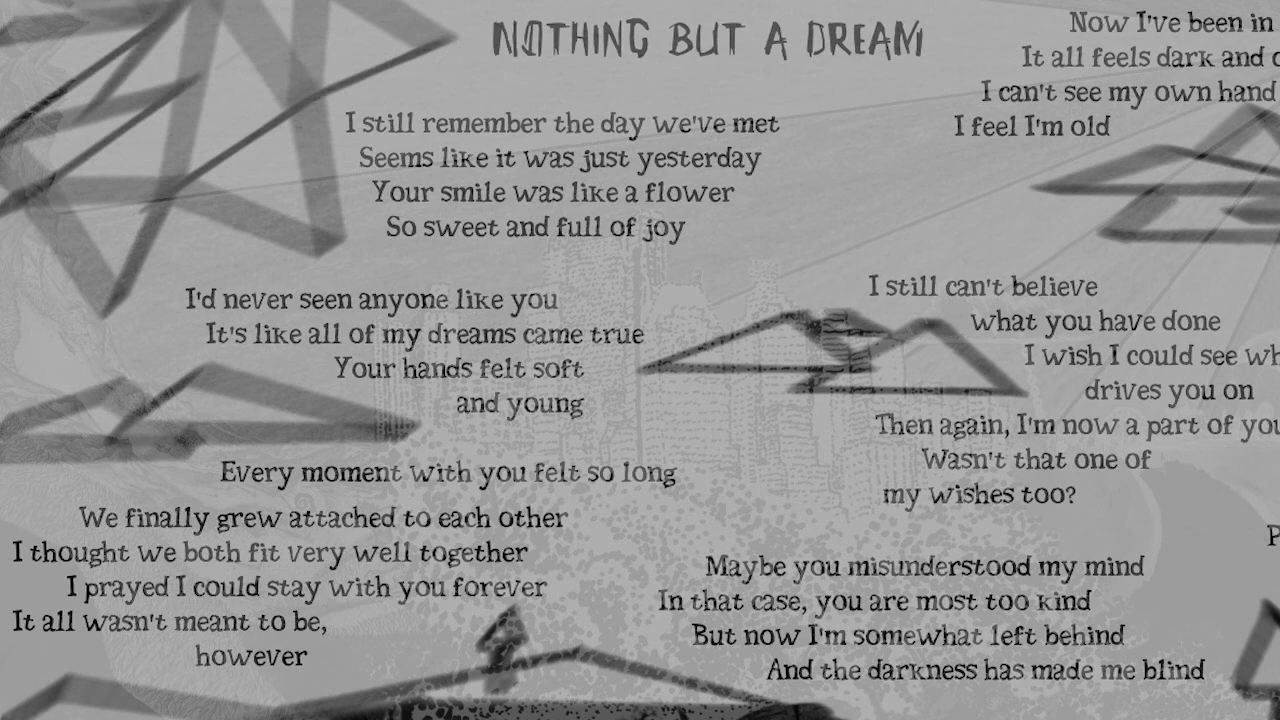 NOTHING BUT A DREAM
I still remember the day we've met
Seems like it was just yesterday
Your smile was like a flower
So sweet and full of joy
I'd never seen anyone like you
It's like all of my dreams came true
Your hands felt soft
and young
Every moment with you felt so long
We finally grew attached to each other
I thought we both fit very well together
I prayed I could stay with you forever
It all wasn't meant to be,
however
Now I've been in
It all feels dark and
I can't see my own hand
I feel I'm old
I still can't believe
what you have done
I wish I could see
drives you on
Then again, I'm now a part of
Wasn't that one of
my wishes too?
Maybe you misunderstood my mind
In that case, you are most too kind
But now I'm somewhat left behind
And the darkness has made me blind